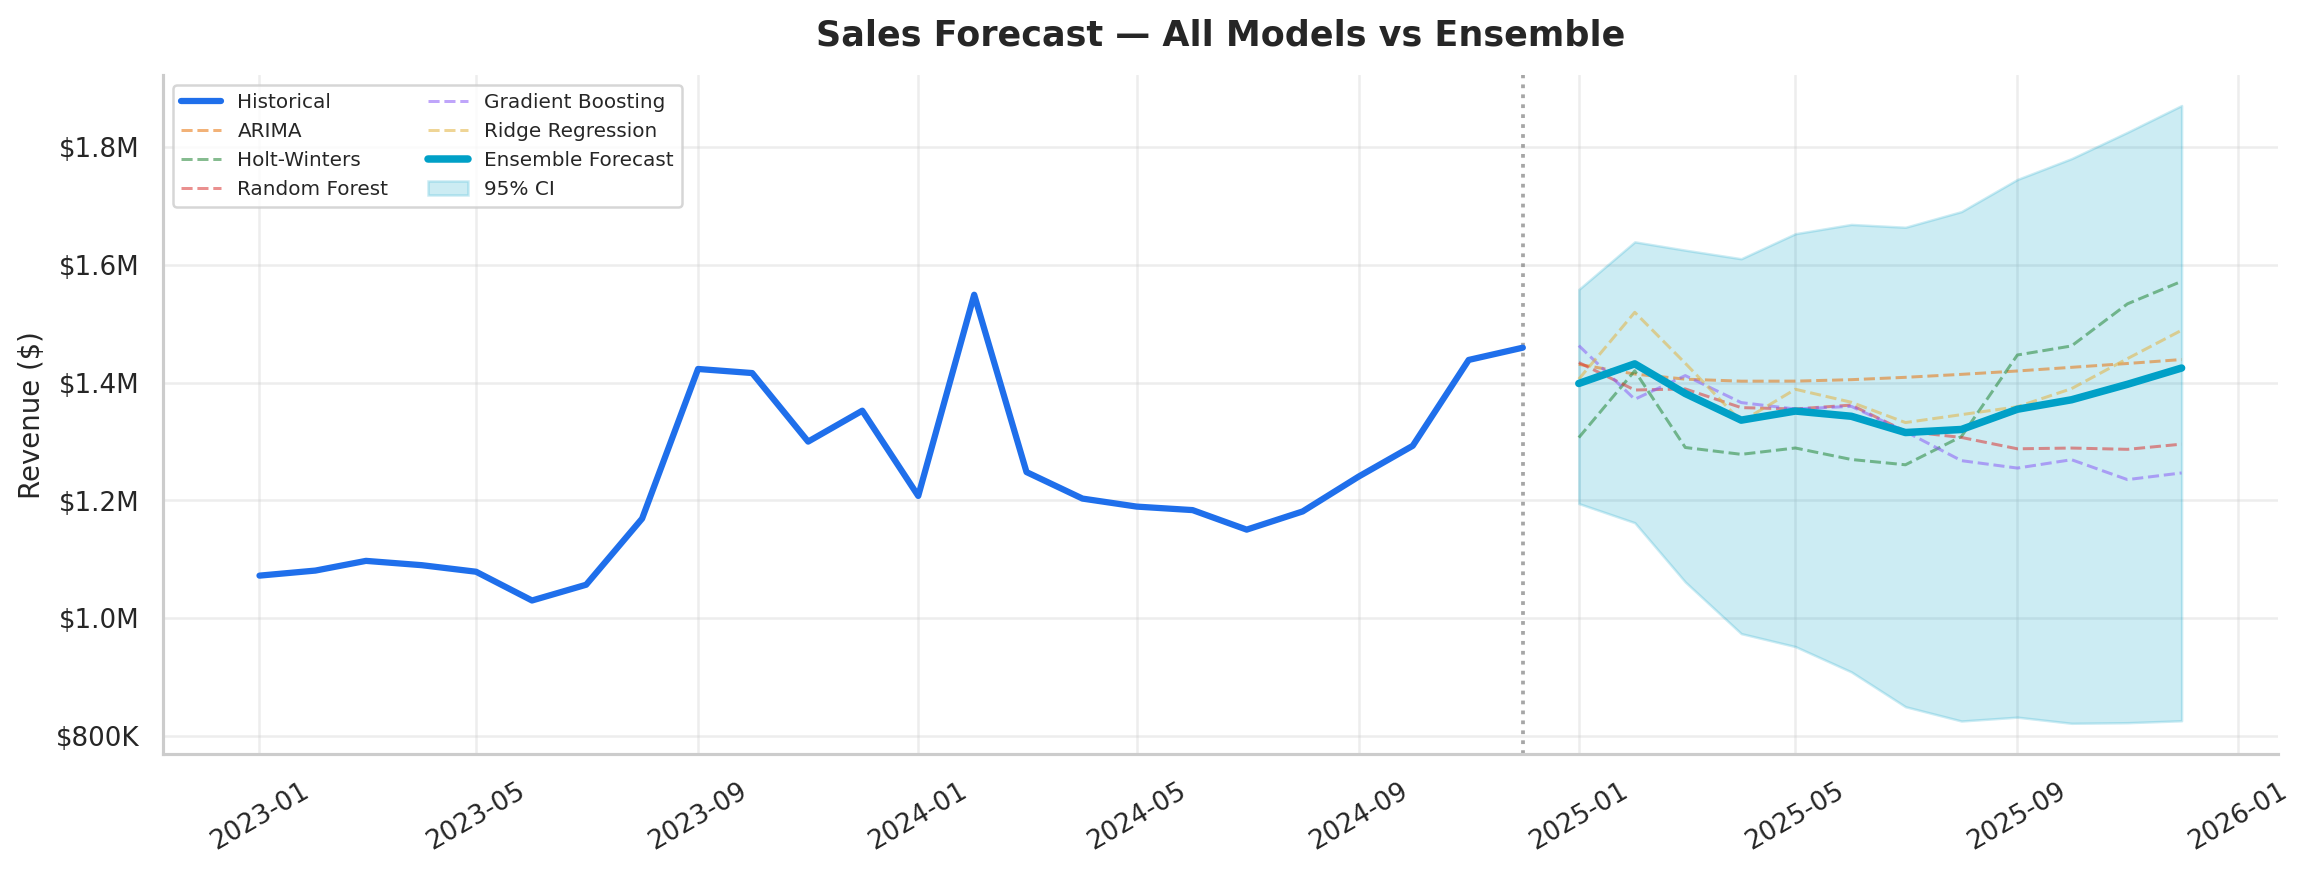 Sales Forecast — All Models vs Ensemble
Historical
ARIMA
Holt-Winters
Random Forest
Gradient Boosting
Ridge Regression
Ensemble Forecast
95% CI
Revenue ($)
$1.8M
$1.6M
$1.4M
$1.2M
$1.0M
$800K
2023-01
2023-05
2023-09
2024-01
2024-05
2024-09
2025-01
2025-05
2025-09
2026-01